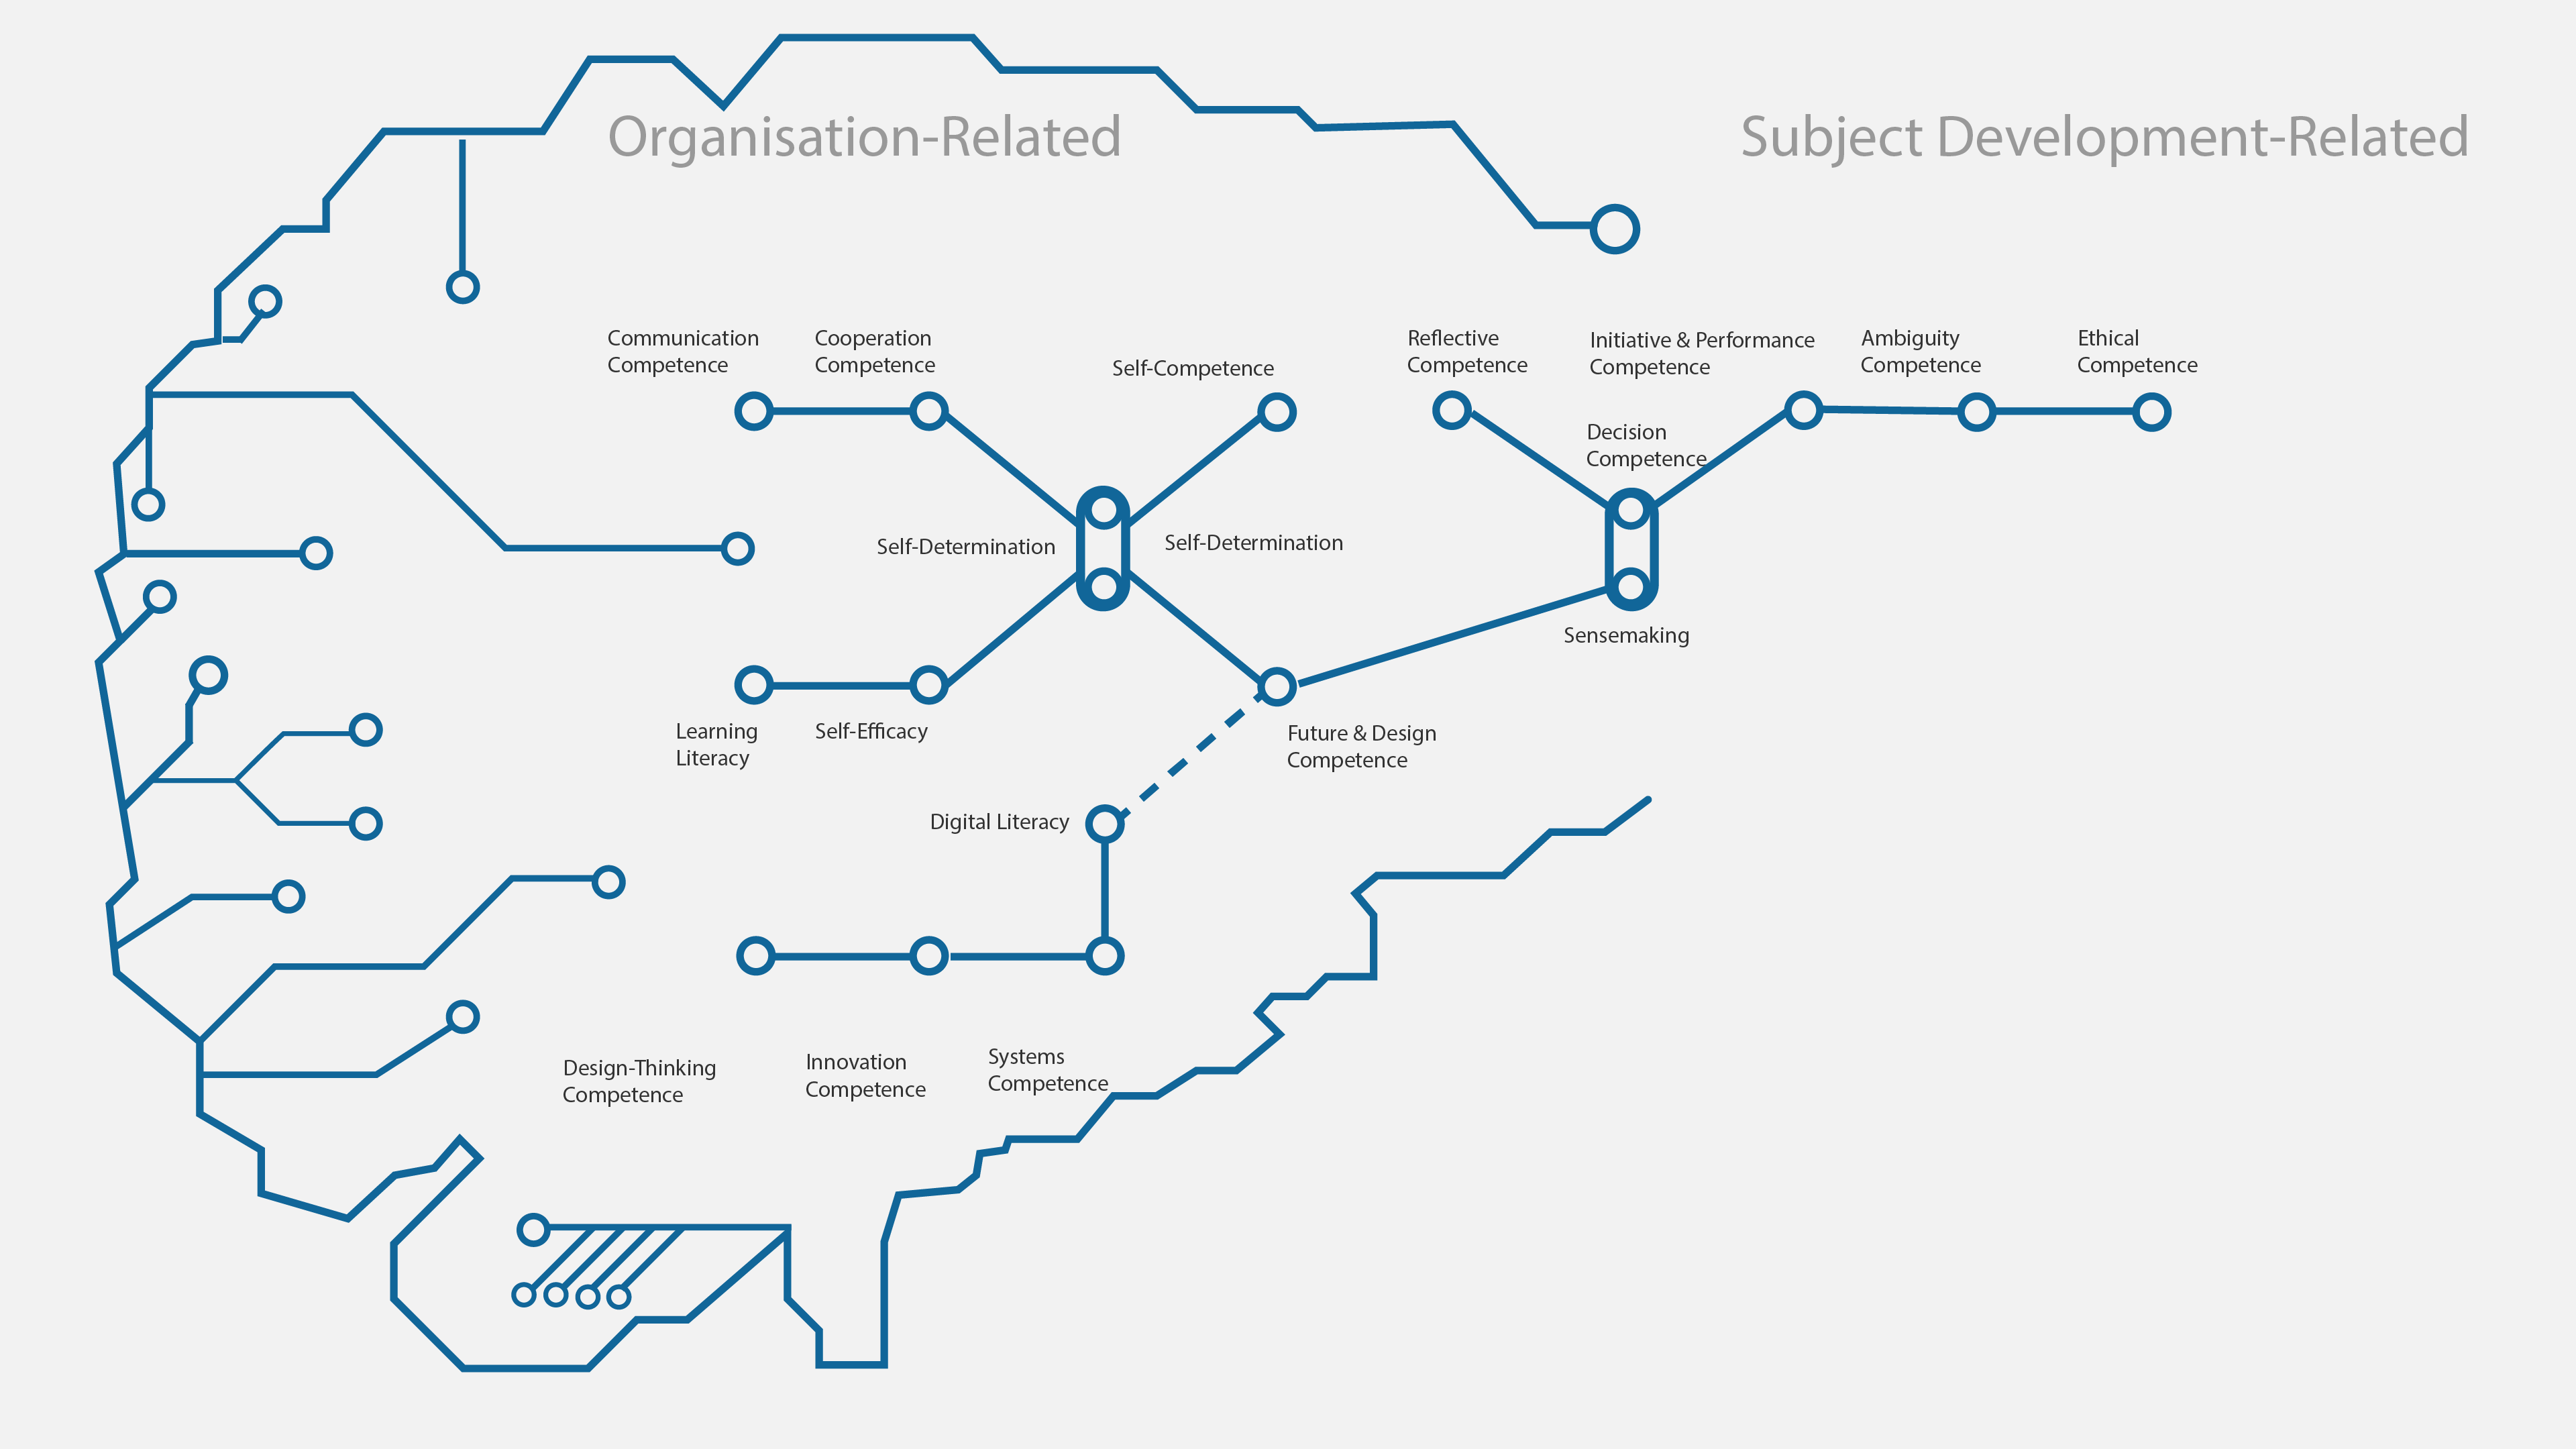 Organisation-Related
Subject Development-Related
Communication
Competence
Cooperation
Competence
Self-Competence
Reflective
Competence
Initiative & Performance
Competence
Ambiguity
Competence
Ethical
Competence
Decision
Competence
Self-Determination
Self-Determination
Sensemaking
Learning
Literacy
Self-Efficacy
Future & Design
Competence
Digital Literacy
Design-Thinking
Competence
Innovation
Competence
Systems
Competence